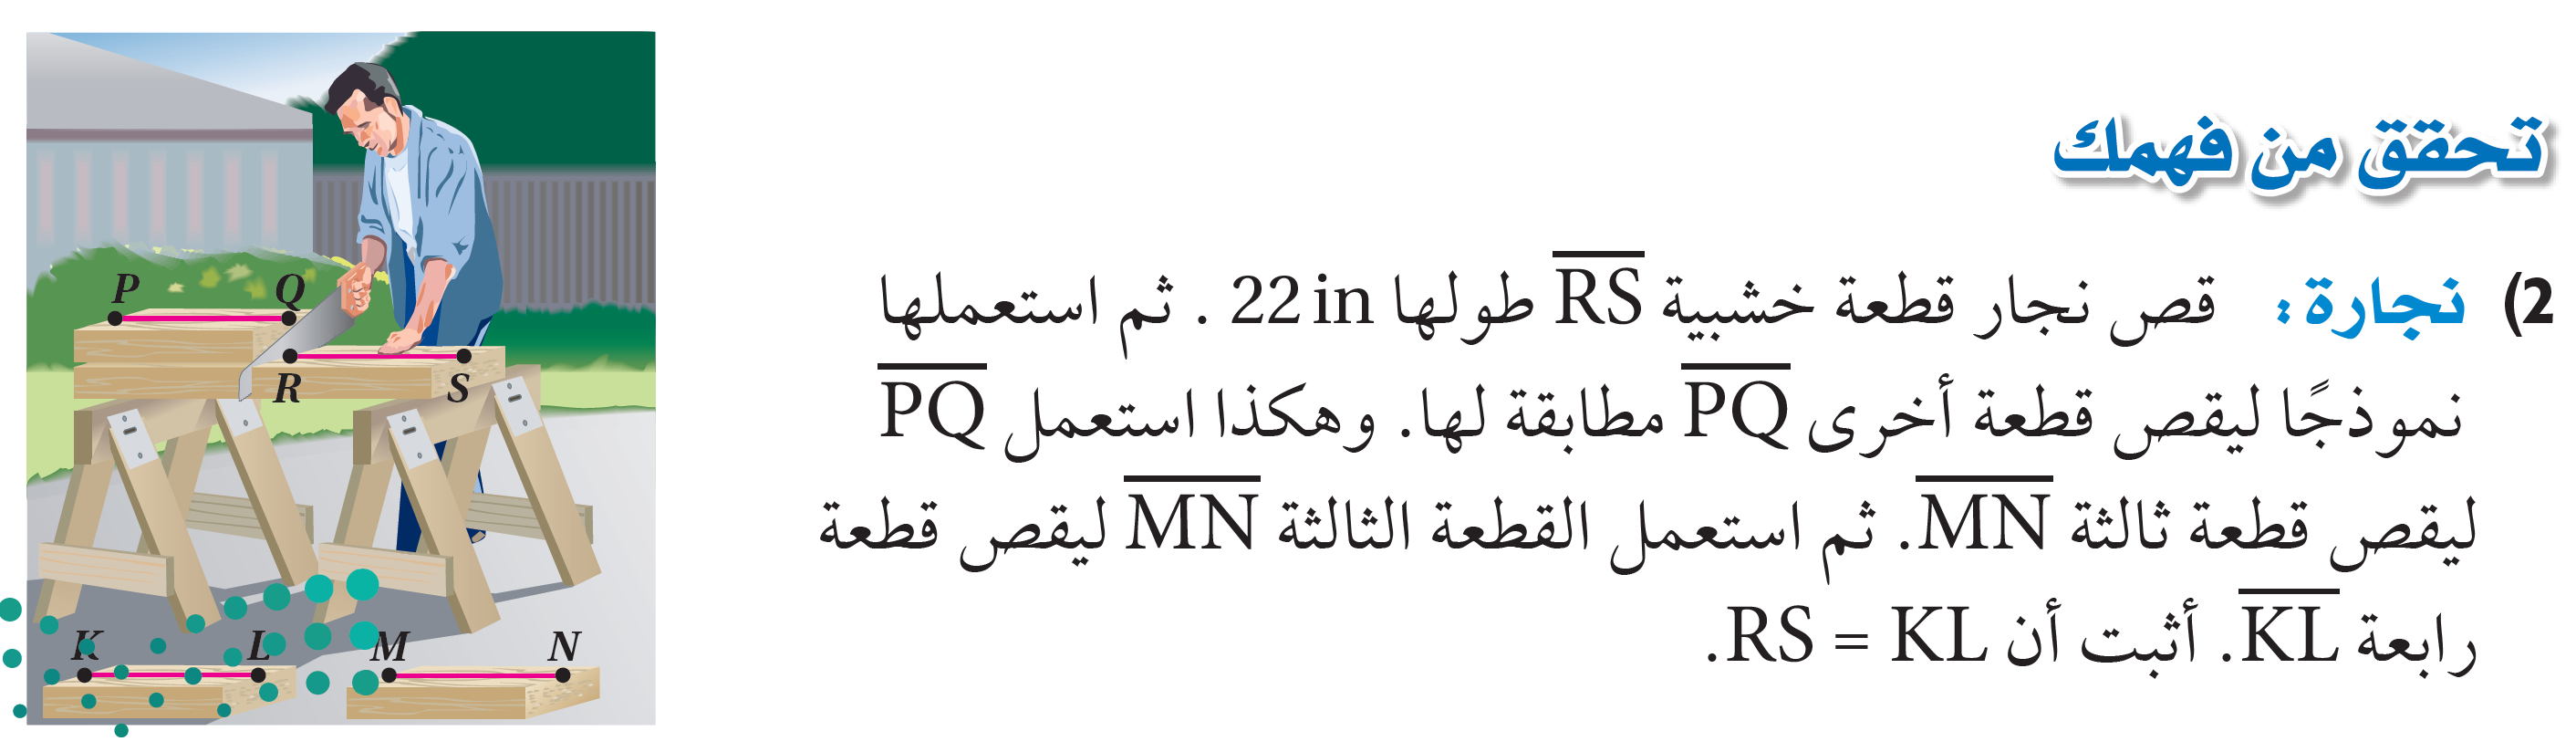 تحقق من فهمك
2) نجارة : قص نجار قطعة خشبية RS طولها 22 in . ثم استعملها
نموذجًا ليقص قطعة أخرى PQ مطابقة لها. وهكذا استعمل PQ
ليقص قطعة ثالثة MN. ثم استعمل القطعة الثالثة MN ليقص قطعة
رابعة KL. أثبت أن RS = KL.
P Q
R S
K L M N